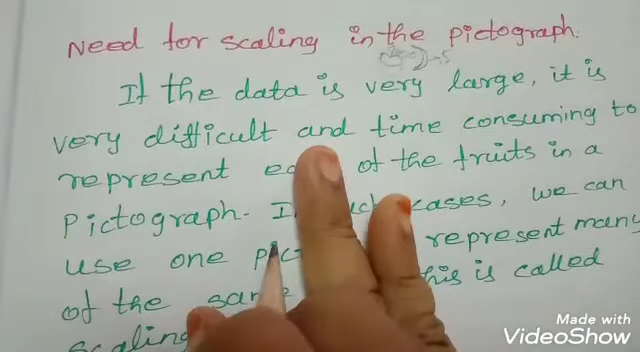 Need for scaling in the pictograph.
If the data is very large, it is
very difficult and time consuming to
represent of the fruits in a
Pictograph. cases, we can
use one represent many
of the same this is called
scaling
Made with
VideoShow